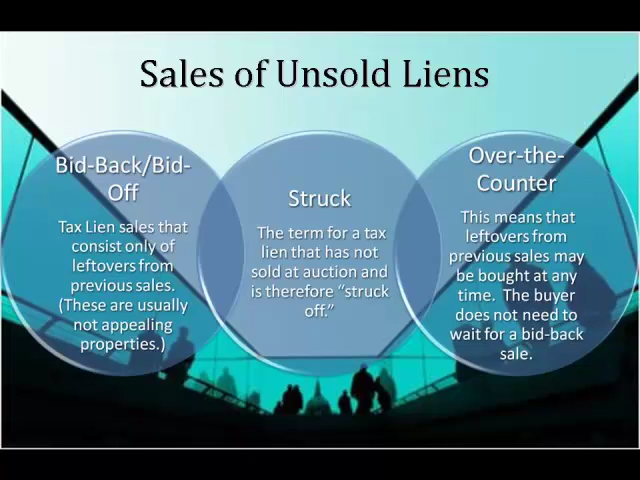 Sales of Unsold Liens
Bid-Back/Bid-
Off
Tax Lien sales that
consist only of
leftovers from
previous sales.
(These are usually
not appealing
properties.)
Struck
The term for a tax
lien that has not
sold at auction and
is therefore “struck
off.”
Over-the-
Counter
This means that
leftovers from
previous sales may
be bought at any
time.  The buyer
does not need to
wait for a bid-back
sale.